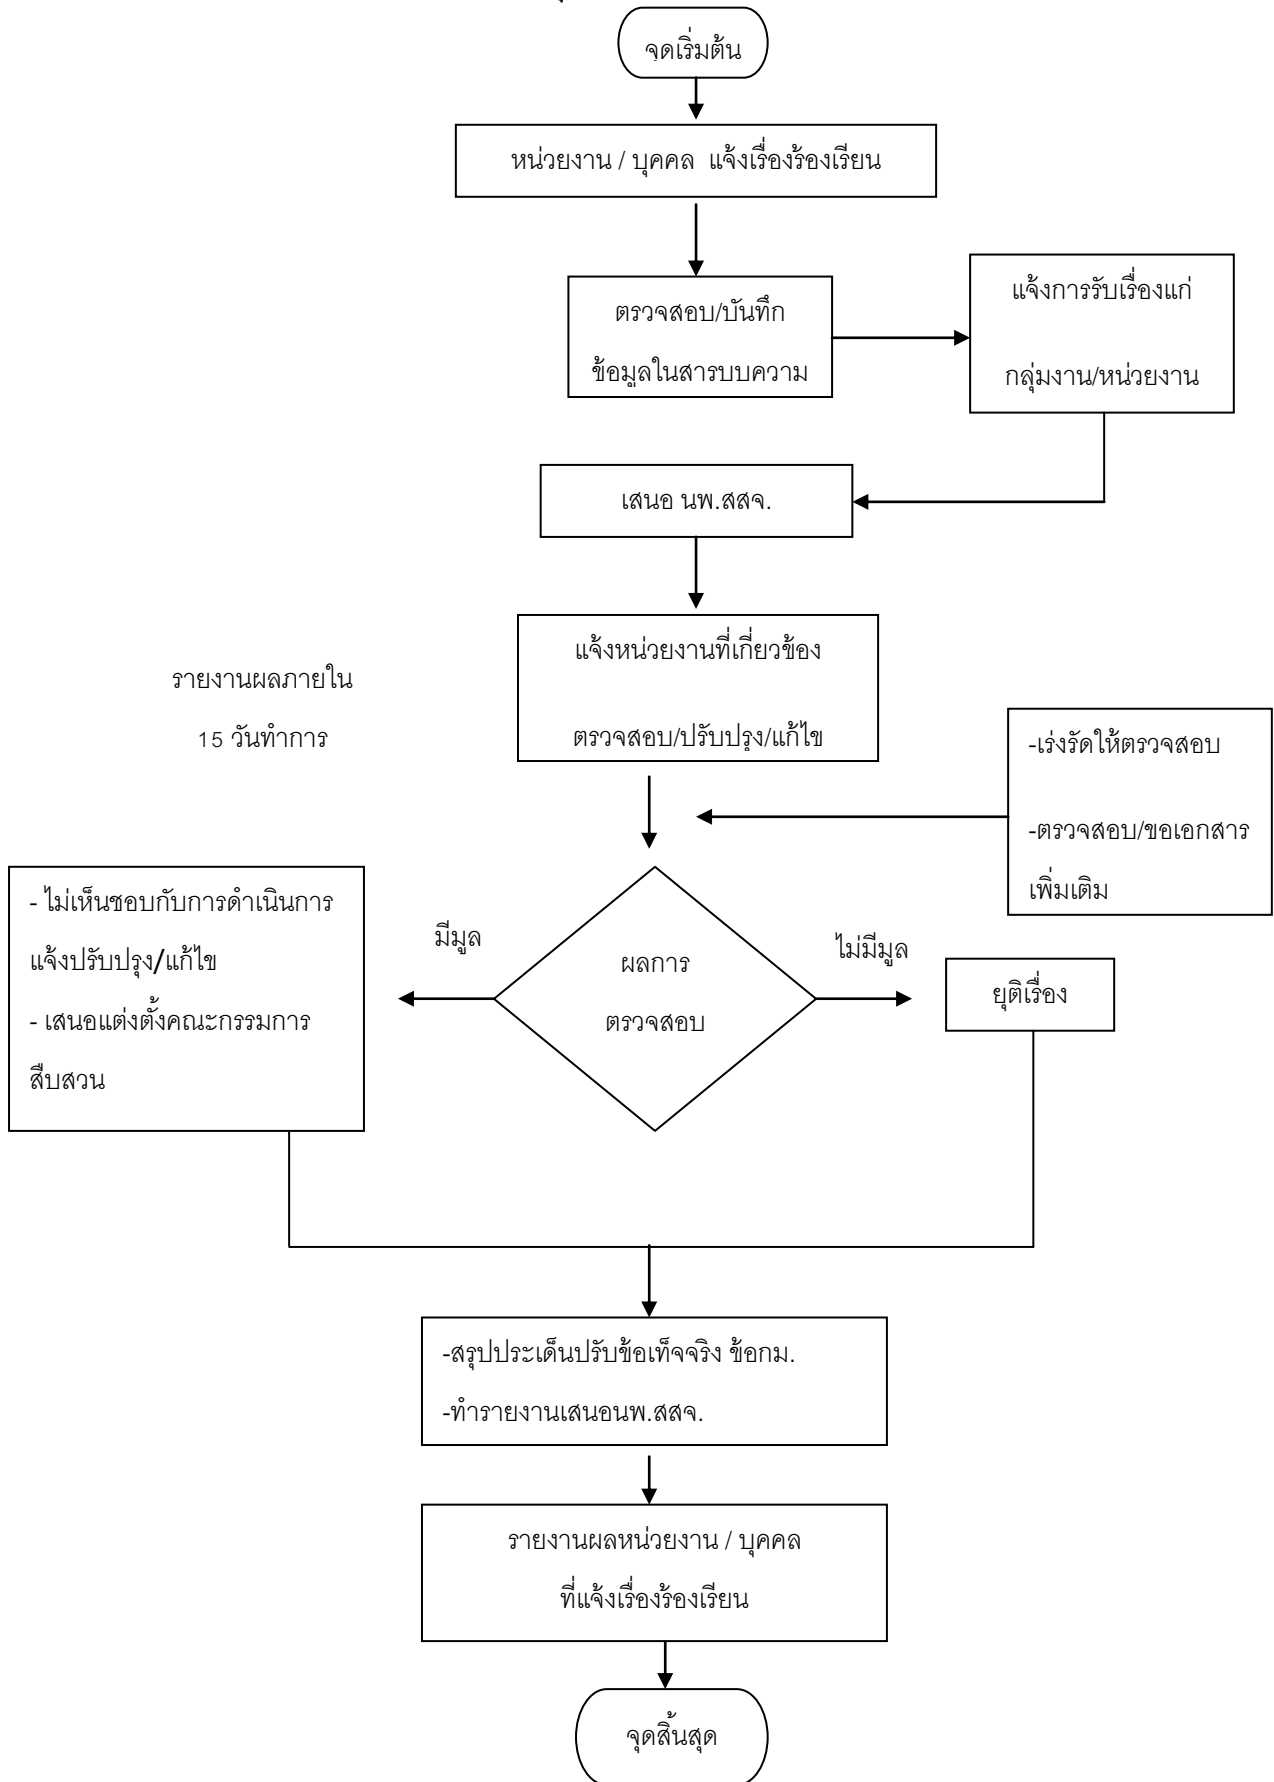 จุดเริ่มต้น
หน่วยงาน / บุคคล  แจ้งเรื่องร้องเรียน
ตรวจสอบ/บันทึก
ข้อมูลในสารบบความ
แจ้งการรับเรื่องแก่
กลุ่มงาน/หน่วยงาน
เสนอ นพ.สสจ.
แจ้งหน่วยงานที่เกี่ยวข้อง
ตรวจสอบ/ปรับปรุง/แก้ไข
รายงานผลภายใน
15 วันทำการ
-เร่งรัดให้ตรวจสอบ
-ตรวจสอบ/ขอเอกสาร
เพิ่มเติม
- ไม่เห็นชอบกับการดำเนินการ
แจ้งปรับปรุง/แก้ไข
- เสนอแต่งตั้งคณะกรรมการ
สืบสวน
มีมูล
ผลการ
ตรวจสอบ
ไม่มีมูล
ยุติเรื่อง
-สรุปประเด็นปรับข้อเท็จจริง ข้อกม.
-ทำรายงานเสนอนพ.สสจ.
รายงานผลหน่วยงาน / บุคคล
ที่แจ้งเรื่องร้องเรียน
จุดสิ้นสุด